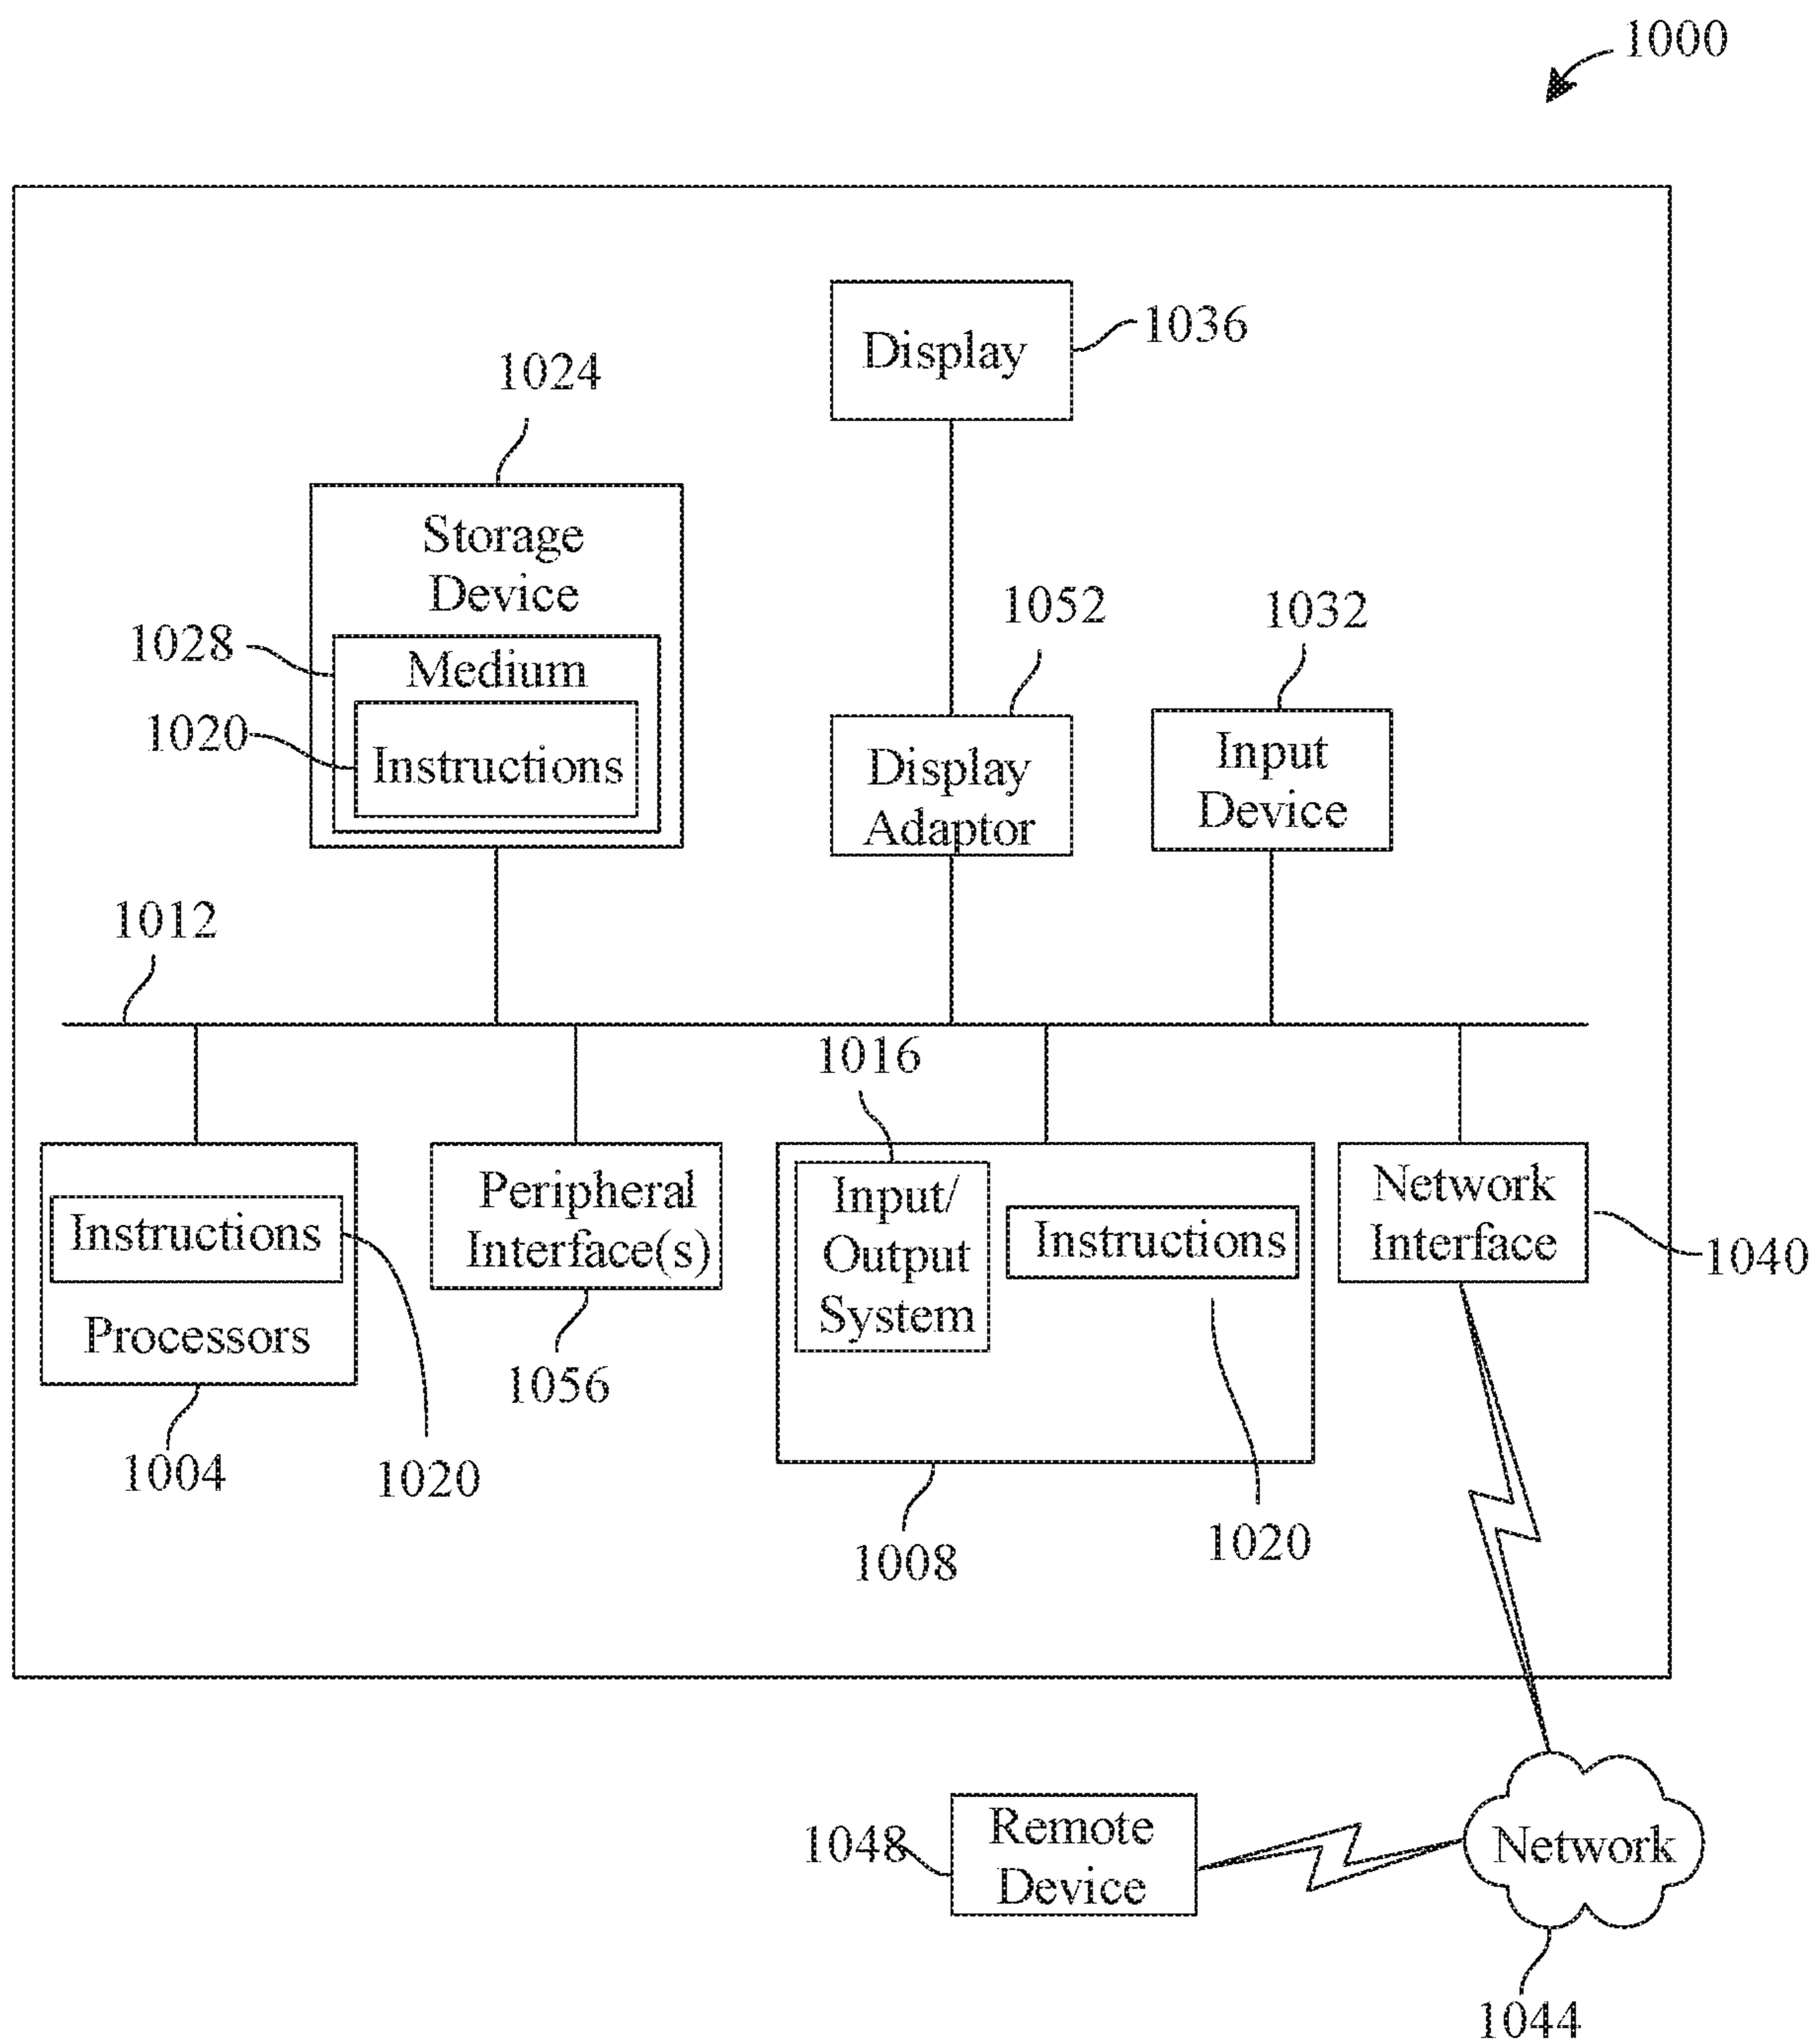 1000
Display
1036
1024
Storage
Device
1028
Medium
1020
Instructions
1052
Display
Adaptor
1032
Input
Device
1012
1016
Instructions
Processors
1004
1020
Peripheral
Interface(s)
1056
Input/
Output
System
Instructions
1008
1020
Network
Interface
1040
1048
Remote
Device
Network
1044